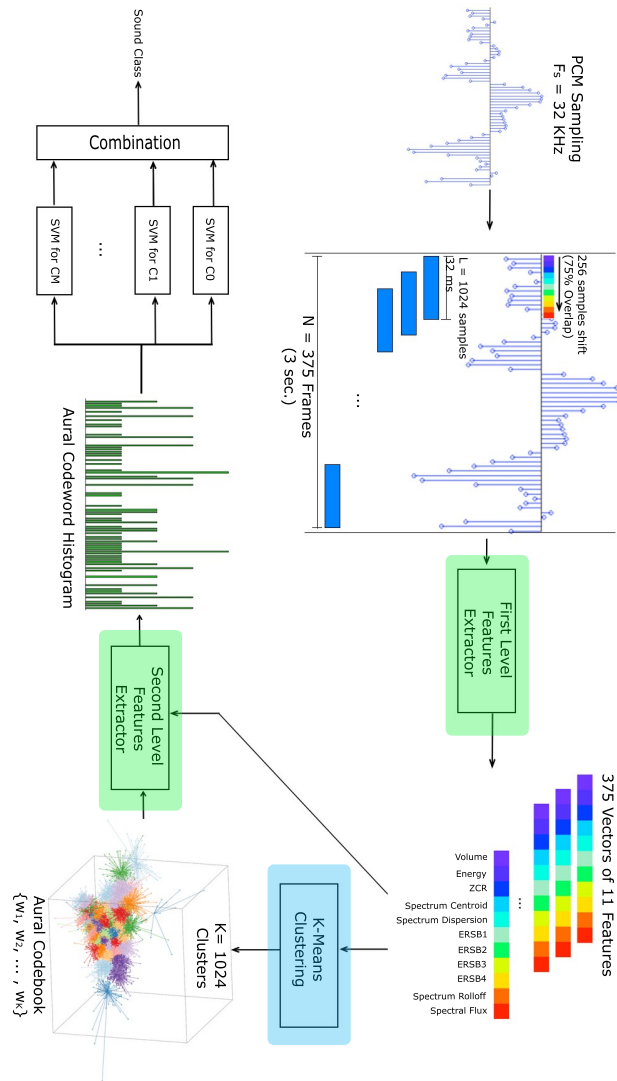 PCM Sampling
Fs = 32 KHz
256 samples shift
(75% Overlap)
L = 1024 samples
32 ms
...
N = 375 Frames
(3 sec.)
First Level
Features
Extractor
375 Vectors of 11 Features
...
Volume
Energy
ZCR
Spectrum Centroid
Spectrum Dispersion
ERSB1
ERSB2
ERSB3
ERSB4
Spectrum Rolloff
Spectral Flux
K-Means
Clustering
K= 1024
Clusters
Aural Codebook
{w1, w2, ... , wK}
Second Level
Features
Extractor
Aural Codeword Histogram
SVM for C0
SVM for C1
...
SVM for CM
Combination
Sound Class